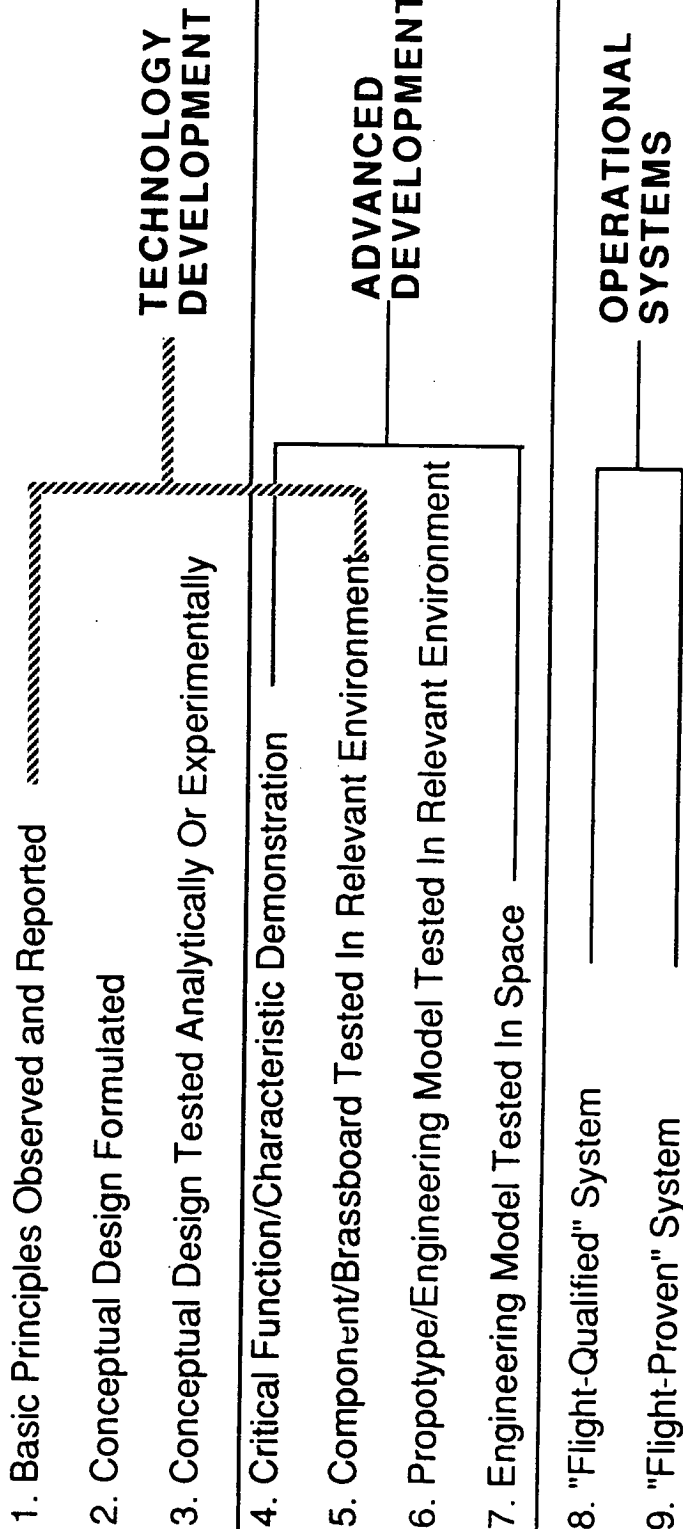 1. Basic Principles Observed and Reported
2. Conceptual Design Formulated
3. Conceptual Design Tested Analytically Or Experimentally
TECHNOLOGY
DEVELOPMENT
4. Critical Function/Characteristic Demonstration
5. Component/Brassboard Tested In Relevant Environment
6. Propotype/Engineering Model Tested In Relevant Environment
7. Engineering Model Tested In Space
ADVANCED
DEVELOPMENT
8. "Flight-Qualified" System
9. "Flight-Proven" System
OPERATIONAL
SYSTEMS